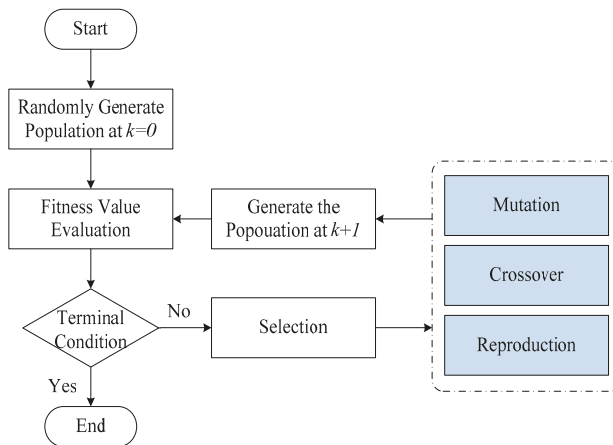 Start
Randomly Generate
Population at k=0
Fitness Value
Evaluation
Generate the
Popouation at k+1
Mutation
Crossover
Reproduction
Terminal
Condition
No
Selection
Yes
End